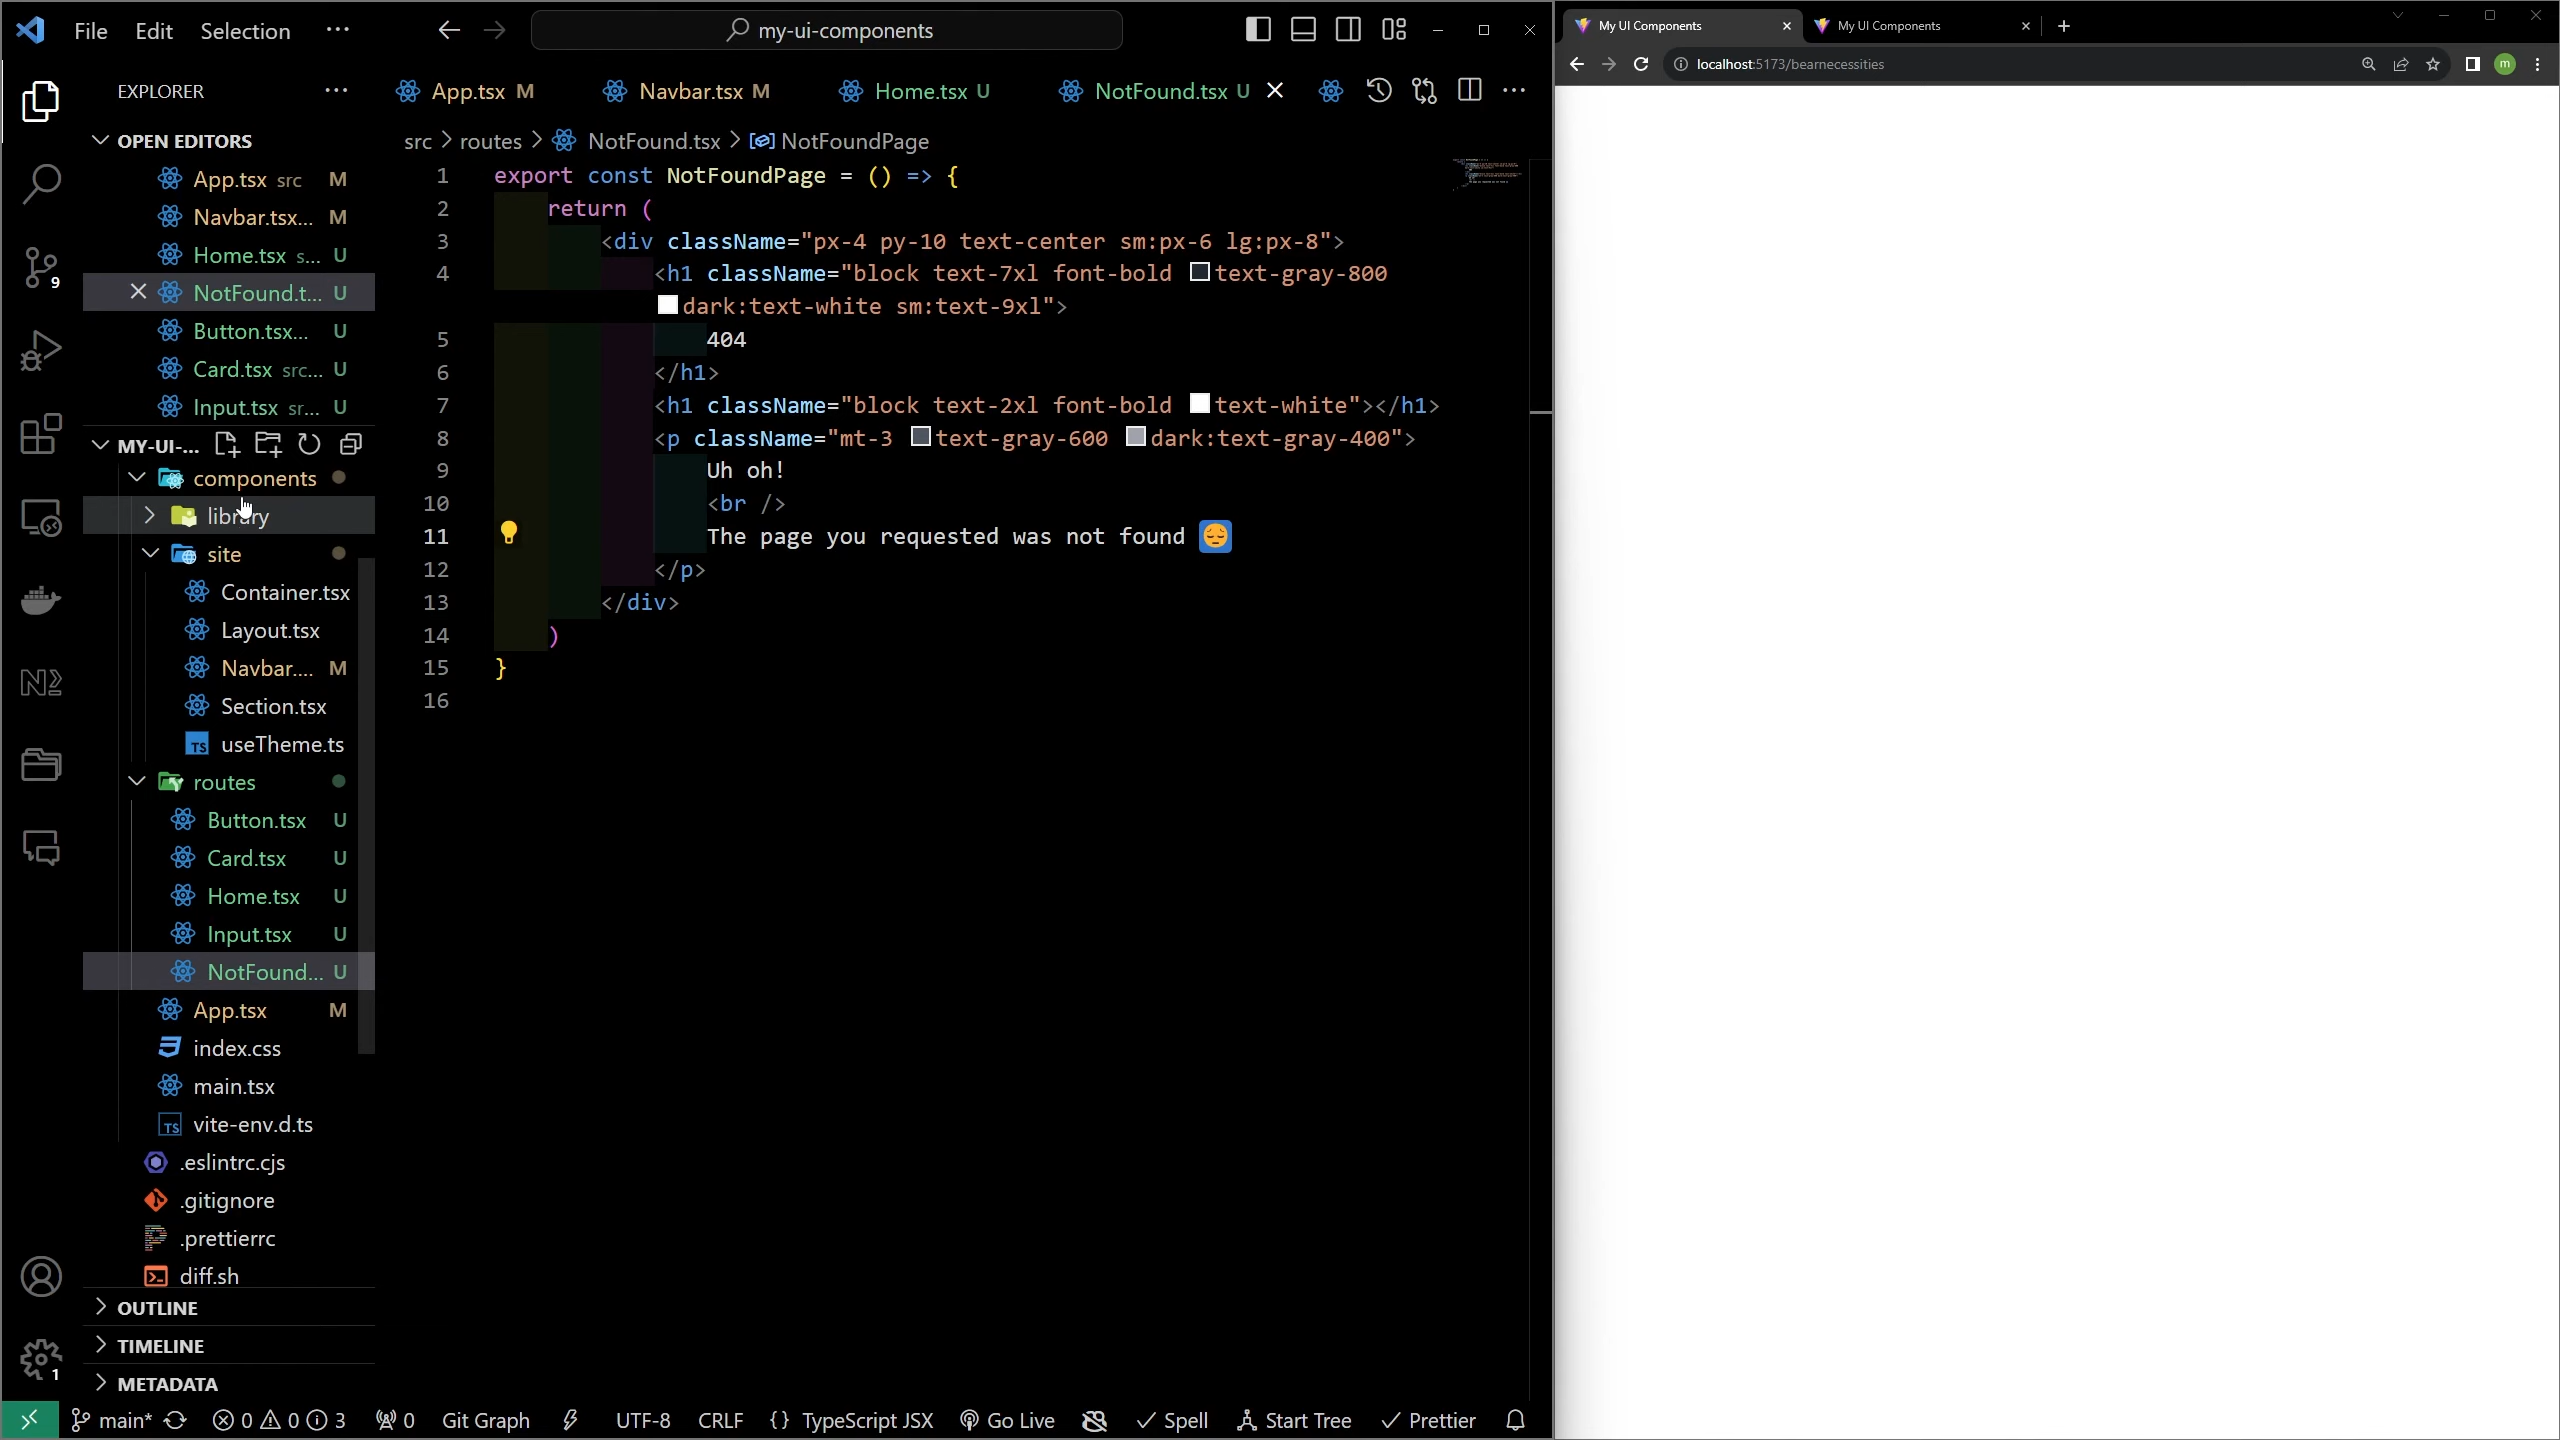 File Edit Selection ···
my-ui-components
My UI Components
My UI Components
localhost:5173/bearnecessities
m
EXPLORER
App.tsx M
Navbar.tsx M
Home.tsx U
NotFound.tsx U
OPEN EDITORS
src > routes > NotFound.tsx > NotFoundPage
App.tsx src M
Navbar.tsx... M
Home.tsx s... U
NotFound.t... U
Button.tsx... U
Card.tsx src... U
Input.tsx sr... U
MY-UI-...
components
library
site
Container.tsx
Layout.tsx
Navbar.... M
Section.tsx
TS useTheme.ts
routes
Button.tsx U
Card.tsx U
Home.tsx U
Input.tsx U
NotFound... U
App.tsx M
index.css
main.tsx
TS vite-env.d.ts
.eslintrc.cjs
.gitignore
.prettierrc
diff.sh
OUTLINE
TIMELINE
METADATA
9
1
1 export const NotFoundPage = () => {
2 return (
3 <div className="px-4 py-10 text-center sm:px-6 lg:px-8">
4 <h1 className="block text-7xl font-bold text-gray-800
dark:text-white sm:text-9xl">
5 404
6 </h1>
7 <h1 className="block text-2xl font-bold text-white"></h1>
8 <p className="mt-3 text-gray-600 dark:text-gray-400">
9 Uh oh!
10 <br />
11 The page you requested was not found 😔
12 </p>
13 </div>
14 )
15 }
16
main* 0 0 3 0 Git Graph UTF-8 CRLF {} TypeScript JSX Go Live Spell Start Tree Prettier